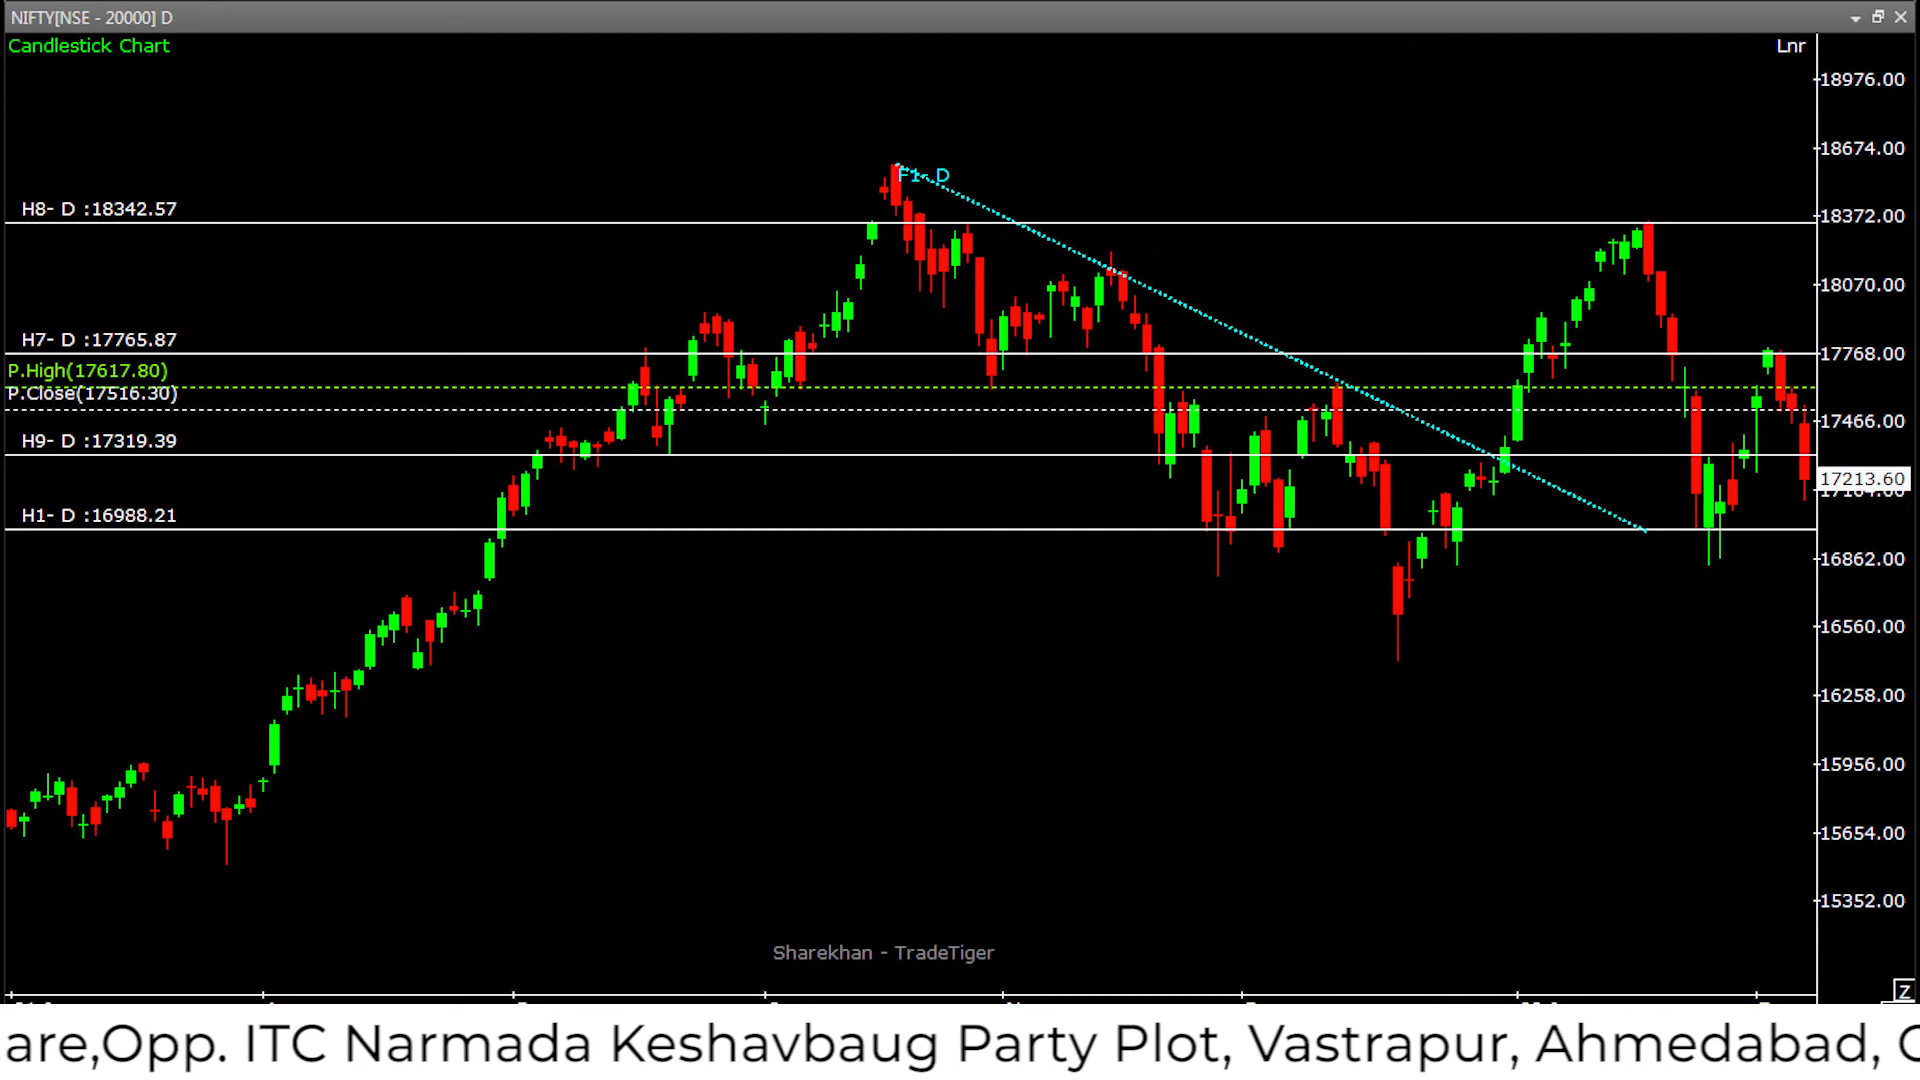 NIFTY[NSE - 20000] D
Candlestick Chart
Lnr
18976.00
18674.00
F1- D
H8- D :18342.57
18372.00
18070.00
H7- D :17765.87
17768.00
P.High(17617.80)
P.Close(17516.30)
17466.00
H9- D :17319.39
17213.60
H1- D :16988.21
16862.00
16560.00
16258.00
15956.00
15654.00
15352.00
Sharekhan - TradeTiger
Z
are,Opp. ITC Narmada Keshavbaug Party Plot, Vastrapur, Ahmedabad,